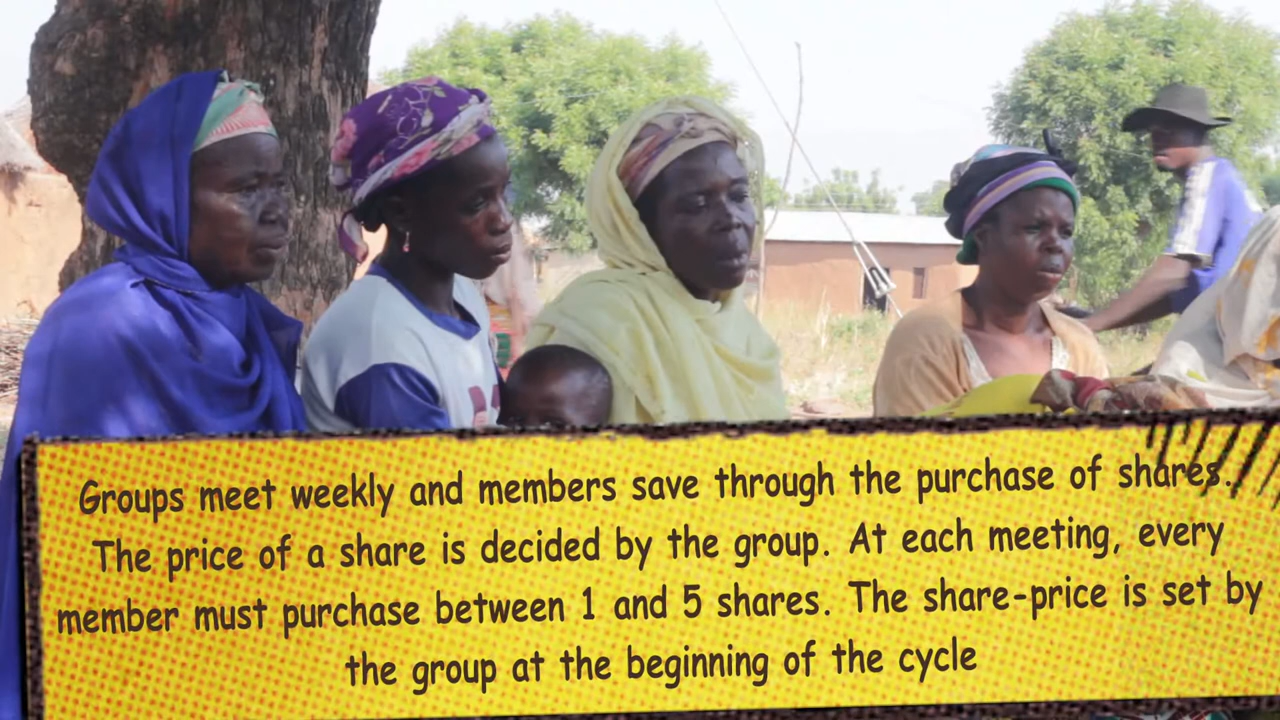 Groups meet weekly and members save through the purchase of shares.
The price of a share is decided by the group. At each meeting, every
member must purchase between 1 and 5 shares. The share-price is set by
the group at the beginning of the cycle